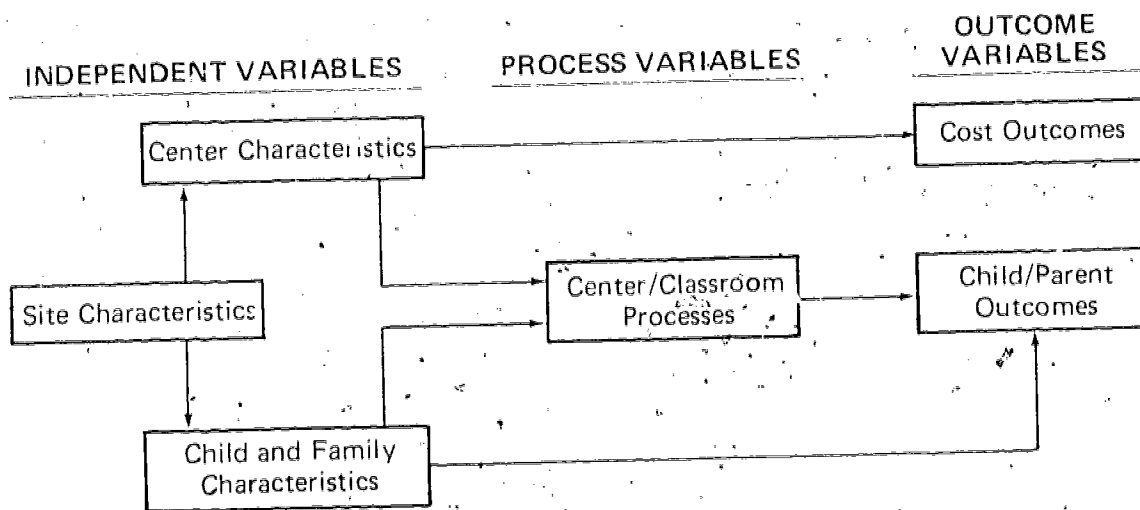 INDEPENDENT VARIABLES
PROCESS VARIABLES
OUTCOME
VARIABLES
Center Characteristics
Cost Outcomes
Site Characteristics
Center/Classroom
Processes
Child/Parent
Outcomes
Child and Family
Characteristics